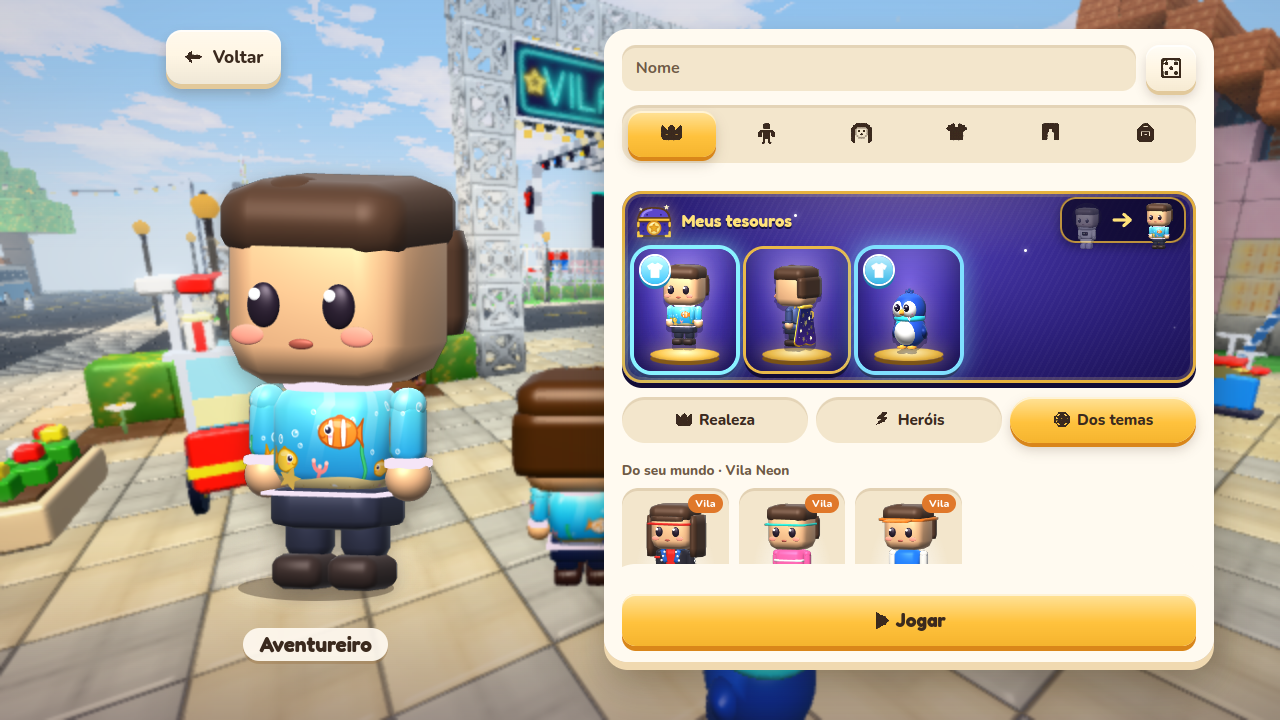 Voltar
Nome
Meus tesouros
Realeza
Heróis
Dos temas
Do seu mundo · Vila Neon
Vila
Vila
Vila
Jogar
Aventureiro